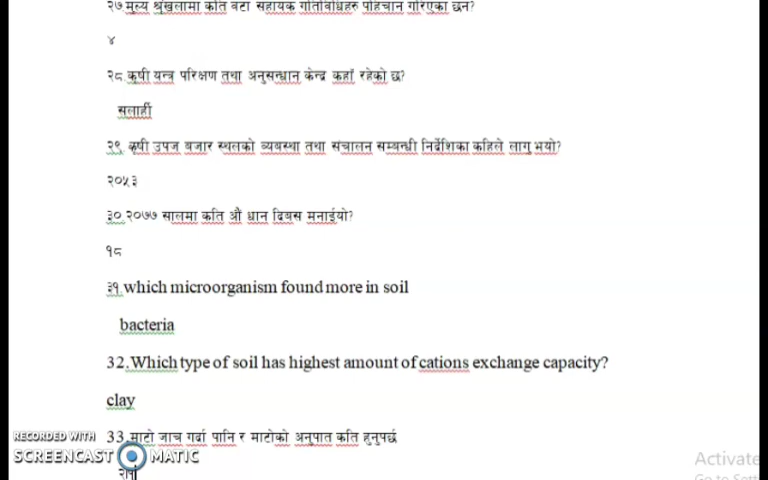 २७.मुल्य श्रृंखलामा कति वटा सहायक गतिविधिहरु पहिचान गरिएका छन?
४
२८.कृषी यन्त्र परिक्षण तथा अनुसन्धान केन्द्र कहाँ रहेको छ?
सर्लाही
२९. कृषी उपज बजार स्थलको व्यबस्था तथा संचालन सम्बन्धी निर्देशिका कहिले लागु भयो?
२०५३
३०.२०७७ सालमा कति औं धान दिबस मनाईयो?
१८
३१.which microorganism found more in soil
bacteria
32.Which type of soil has highest amount of cations exchange capacity?
clay
33.माटो जाच गर्दा पानि र माटोको अनुपात कति हुनुपर्छ
RECORDED WITH
SCREENCAST MATIC
Activate